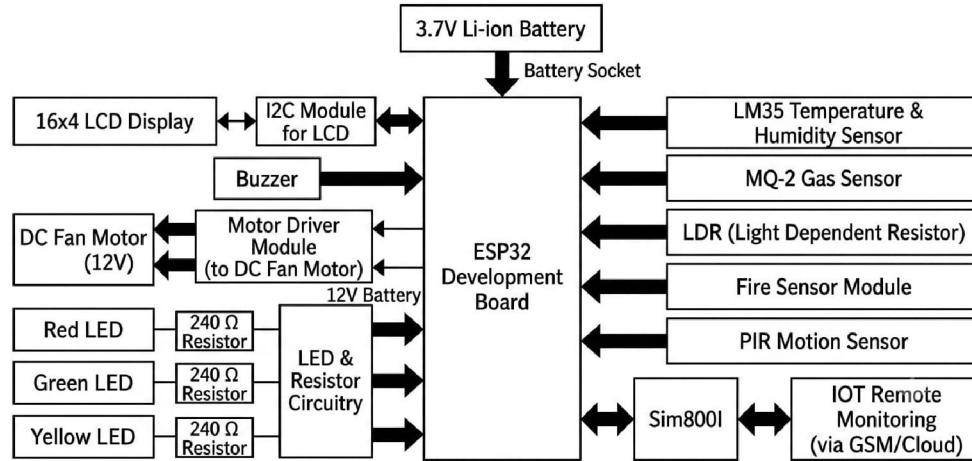 3.7V Li-ion Battery
Battery Socket
16x4 LCD Display
I2C Module
for LCD
Buzzer
DC Fan Motor
(12V)
Motor Driver
Module
(to DC Fan Motor)
12V Battery
Red LED
240 Ω
Resistor
Green LED
240 Ω
Resistor
Yellow LED
240 Ω
Resistor
LED &
Resistor
Circuitry
ESP32
Development
Board
LM35 Temperature &
Humidity Sensor
MQ-2 Gas Sensor
LDR (Light Dependent Resistor)
Fire Sensor Module
PIR Motion Sensor
Sim800l
IOT Remote
Monitoring
(via GSM/Cloud)